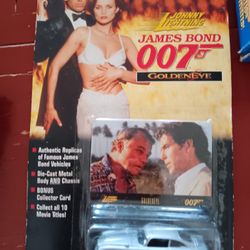 JOHNNY
LIGHTNING
JAMES BOND
007
GOLDENEYE
• Authentic Replicas
of Famous James
Bond Vehicles
• Die-Cast Metal
Body AND Chassis
• BONUS
Collector Card
• Collect all 10
Movie Titles!
007